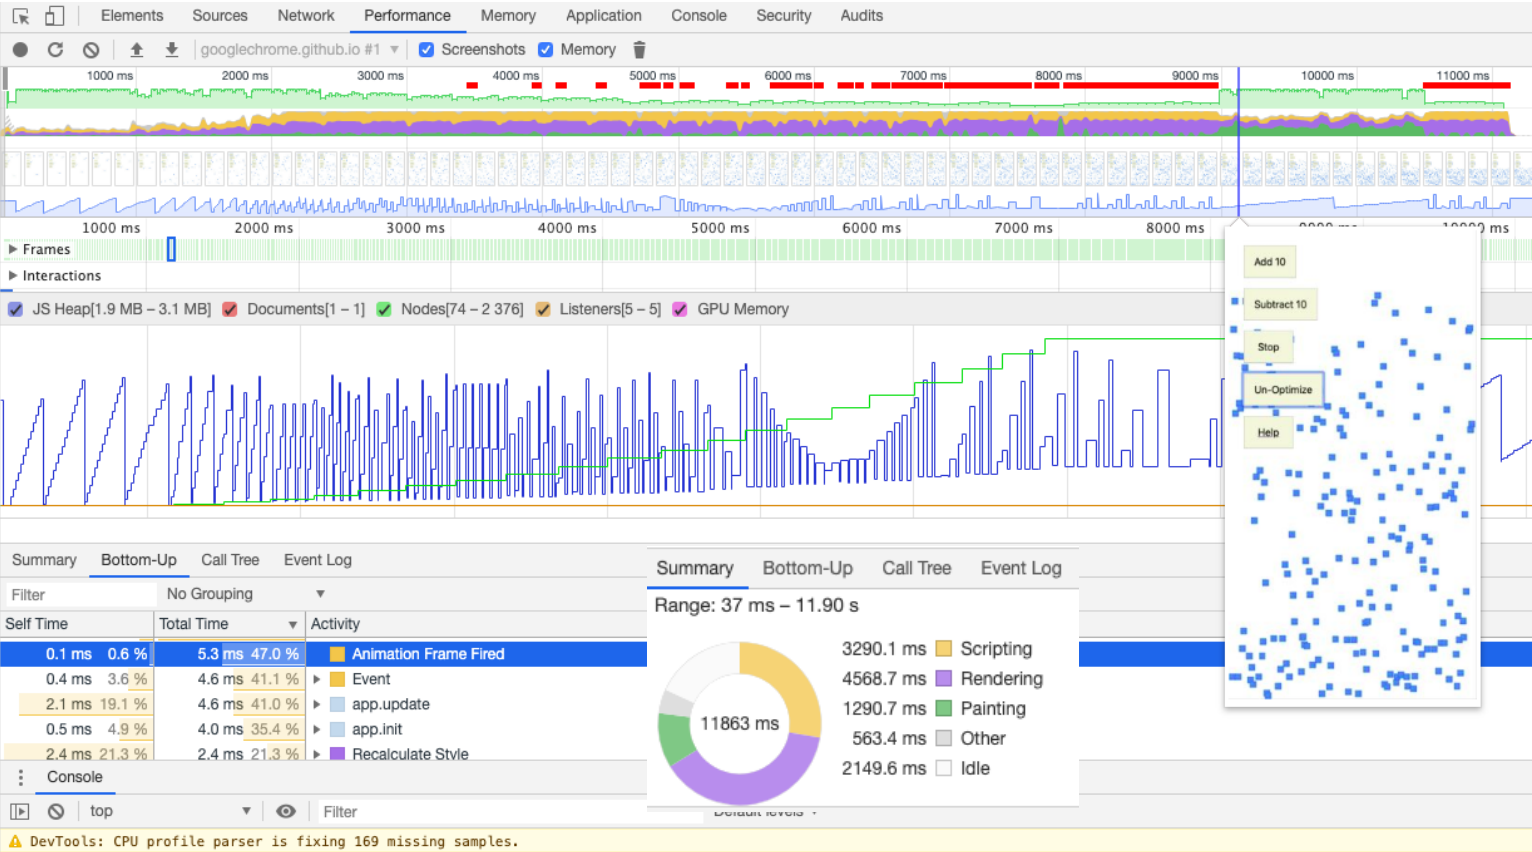 Elements Sources Network Performance Memory Application Console Security Audits
googlechrome.github.io #1 Screenshots Memory
1000 ms 2000 ms 3000 ms 4000 ms 5000 ms 6000 ms 7000 ms 8000 ms 9000 ms 10000 ms 11000 ms
1000 ms 2000 ms 3000 ms 4000 ms 5000 ms 6000 ms 7000 ms 8000 ms 9000 ms 10000 ms
Frames
Interactions
JS Heap[1.9 MB – 3.1 MB] Documents[1 – 1] Nodes[74 – 2 376] Listeners[5 – 5] GPU Memory
Add 10
Subtract 10
Stop
Un-Optimize
Help
Summary Bottom-Up Call Tree Event Log
Filter No Grouping
Self Time Total Time Activity
0.1 ms 0.6 % 5.3 ms 47.0 % Animation Frame Fired
0.4 ms 3.6 % 4.6 ms 41.1 % Event
2.1 ms 19.1 % 4.6 ms 41.0 % app.update
0.5 ms 4.9 % 4.0 ms 35.4 % app.init
2.4 ms 21.3 % 2.4 ms 21.3 % Recalculate Style
Summary Bottom-Up Call Tree Event Log
Range: 37 ms – 11.90 s
11863 ms
3290.1 ms Scripting
4568.7 ms Rendering
1290.7 ms Painting
563.4 ms Other
2149.6 ms Idle
Console
top Filter Default levels
DevTools: CPU profile parser is fixing 169 missing samples.